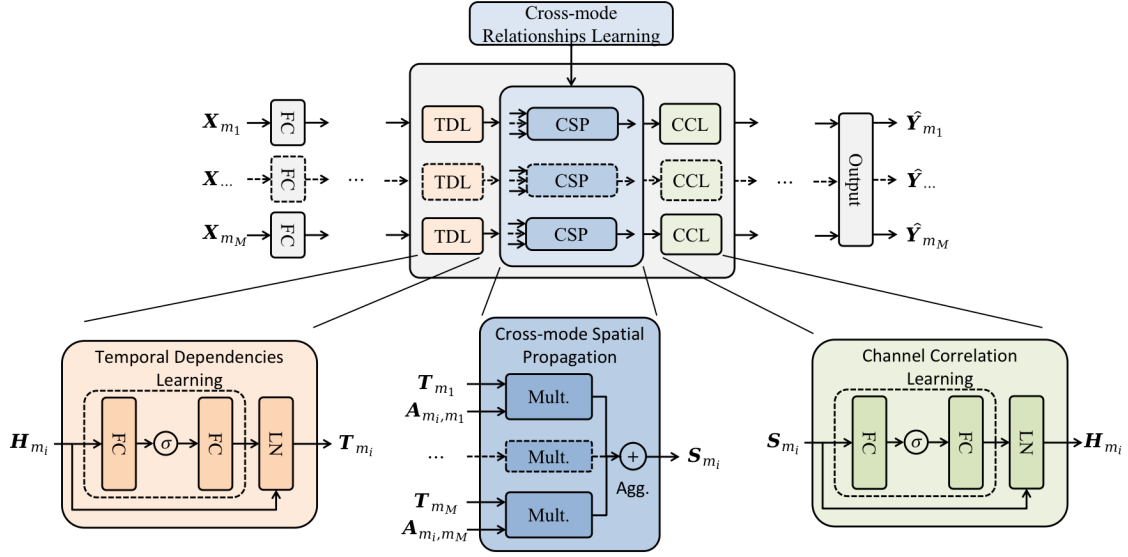 Cross-mode
Relationships Learning
X_{m_1} FC TDL CSP CCL Ŷ_{m_1}
X_{...} FC ... TDL CSP CCL ... Output Ŷ_{...}
X_{m_M} FC TDL CSP CCL Ŷ_{m_M}
Temporal Dependencies
Learning
H_{m_i} FC σ FC LN T_{m_i}
Cross-mode Spatial
Propagation
T_{m_1}
A_{m_i,m_1}
Mult.
... Mult. + S_{m_i}
Agg.
T_{m_M}
A_{m_i,m_M}
Mult.
Channel Correlation
Learning
S_{m_i} FC σ FC LN H_{m_i}